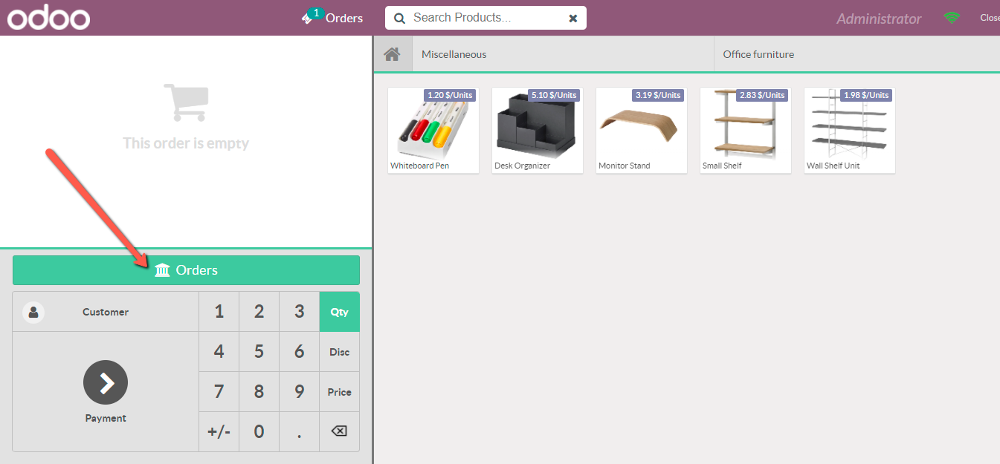 odoo
1
Orders
Search Products...
Administrator
Close
This order is empty
Orders
Customer
1 2 3 Qty
4 5 6 Disc
7 8 9 Price
+/- 0 .
Payment
Miscellaneous
Office furniture
1.20 $/Units
Whiteboard Pen
5.10 $/Units
Desk Organizer
3.19 $/Units
Monitor Stand
2.83 $/Units
Small Shelf
1.98 $/Units
Wall Shelf Unit